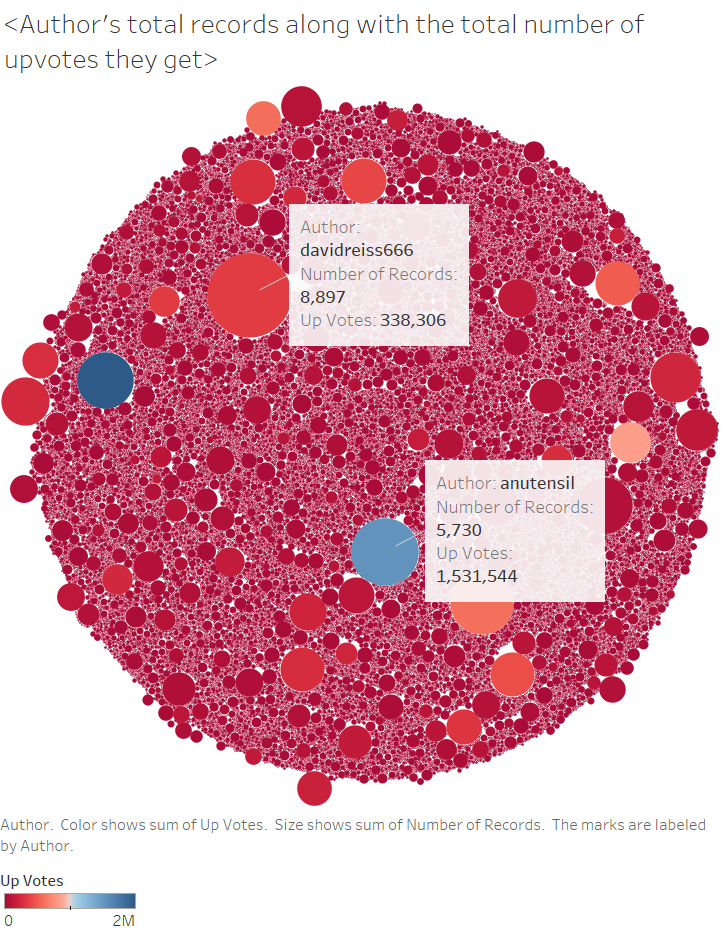 <Author's total records along with the total number of
upvotes they get>
Author:
davidreiss666
Number of Records:
8,897
Up Votes: 338,306
Author: anutensil
Number of Records:
5,730
Up Votes:
1,531,544
Author.  Color shows sum of Up Votes.  Size shows sum of Number of Records.  The marks are labeled
by Author.
Up Votes
0 2M